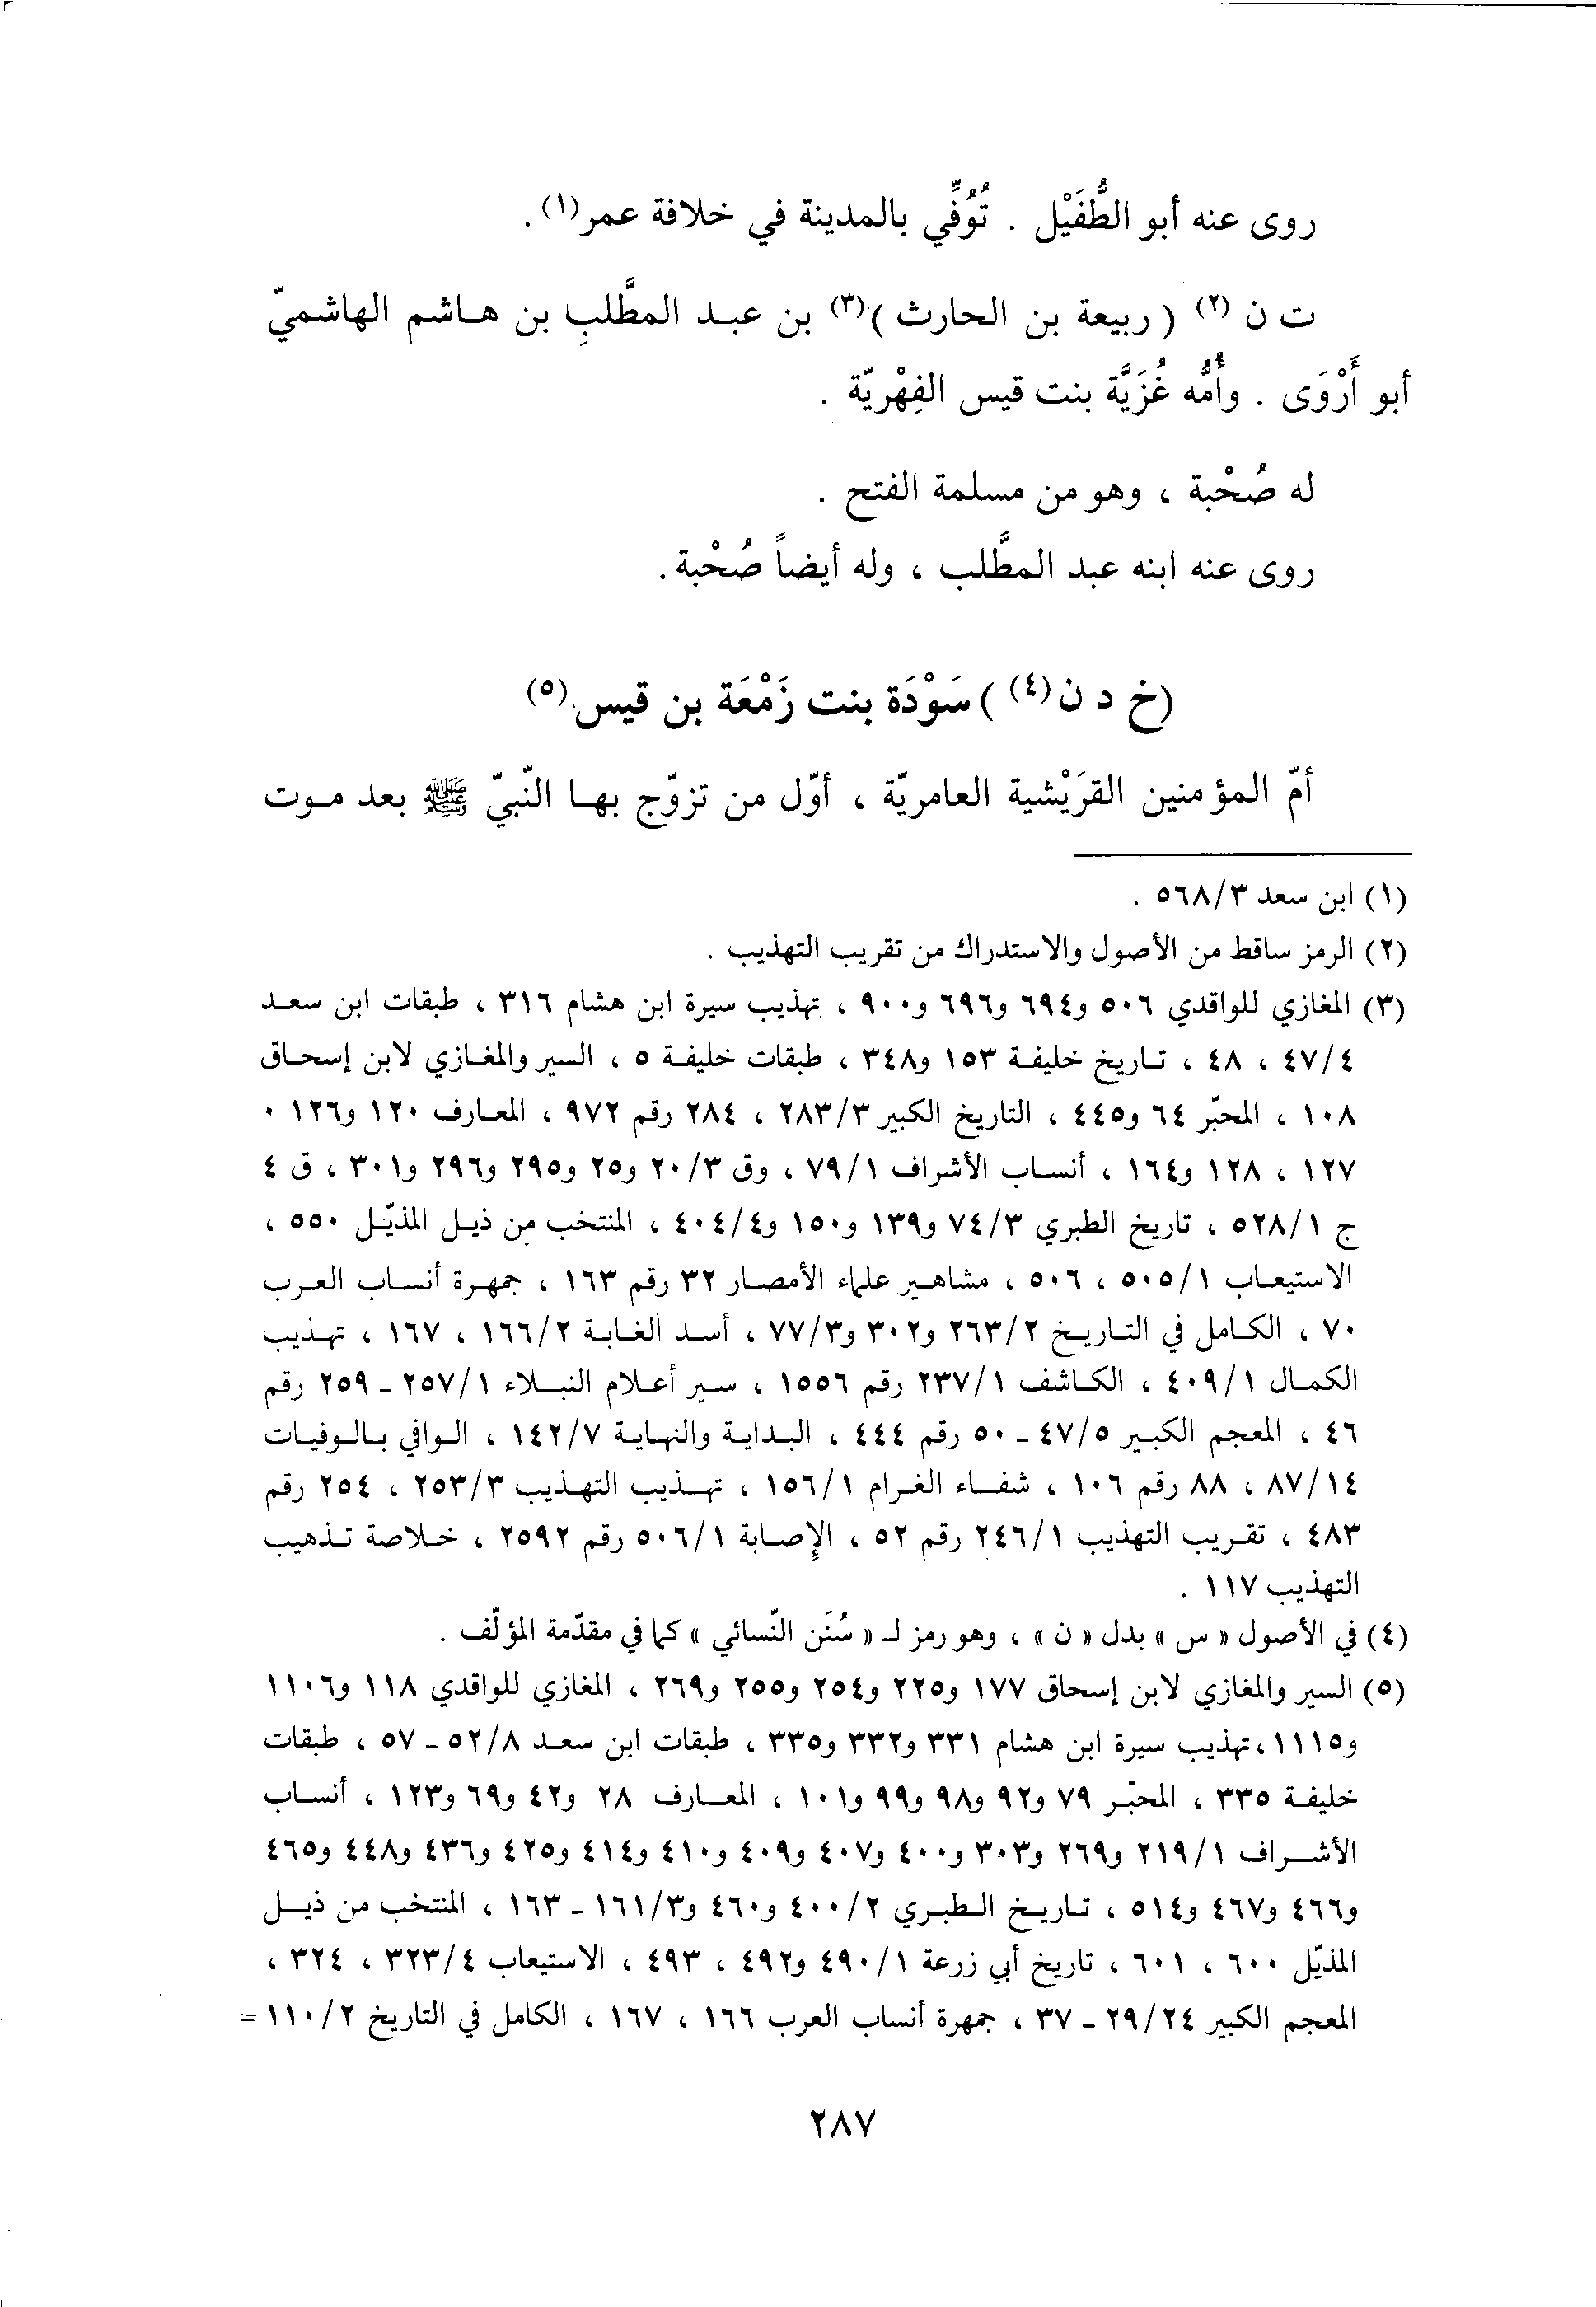 روى عنه أبو الطُّفَيْل . تُوُفِّي بالمدينة في خلافة عمر(١) .
ت ن (٢) ( ربيعة بن الحارث )(٣) بن عبد المطَّلبِ بن هاشم الهاشميّ
أبو أَرْوَى . وأُمُّه غُزَيَّة بنت قيس الفِهْريّة .
له صُحْبة ، وهو من مسلمة الفتح .
روى عنه ابنه عبد المطَّلب ، وله أيضاً صُحْبة .
(خ د ن(٤) ) سَوْدَة بنت زَمْعَة بن قيس(٥)
أمّ المؤمنين القرَيْشية العامريّة ، أوّل من تزوّج بها النّبيّ ﷺ بعد موت
(١) ابن سعد ٥٦٨/٣ .
(٢) الرمز ساقط من الأصول والاستدراك من تقريب التهذيب .
(٣) المغازي للواقدي ٥٠٦ و٦٩٤ و٦٩٦ و٩٠٠ ، تهذيب سيرة ابن هشام ٣١٦ ، طبقات ابن سعد
٤٧/٤ ، ٤٨ ، تاريخ خليفة ١٥٣ و٣٤٨ ، طبقات خليفة ٥ ، السير والمغازي لابن إسحاق
١٠٨ ، المحبّر ٦٤ و٤٤٥ ، التاريخ الكبير ٢٨٣/٣ ، ٢٨٤ رقم ٩٧٢ ، المعارف ١٢٠ و١٢٦ ٠
١٢٧ ، ١٢٨ و١٦٤ ، أنساب الأشراف ٧٩/١ ، وق ٢٠/٣ و٢٥ و٢٩٥ و٢٩٦ و٣٠١ ، ق ٤
ج ٥٢٨/١ ، تاريخ الطبري ٧٤/٣ و١٣٩ و١٥٠ و٤٠٤/٤ ، المنتخب من ذيل المذيّل ٥٥٠ ،
الاستيعاب ٥٠٥/١ ، ٥٠٦ ، مشاهير علماء الأمصار ٣٢ رقم ١٦٣ ، جمهرة أنساب العرب
٧٠ ، الكامل في التاريخ ٢٦٣/٢ و٣٠٢ و٧٧/٣ ، أسد الغابة ١٦٦/٢ ، ١٦٧ ، تهذيب
الكمال ٤٠٩/١ ، الكاشف ٢٣٧/١ رقم ١٥٥٦ ، سير أعلام النبلاء ٢٥٧/١ - ٢٥٩ رقم
٤٦ ، المعجم الكبير ٤٧/٥ - ٥٠ رقم ٤٤٤ ، البداية والنهاية ١٤٢/٧ ، الوافي بالوفيات
٨٧/١٤ ، ٨٨ رقم ١٠٦ ، شفاء الغرام ١٥٦/١ ، تهذيب التهذيب ٢٥٣/٣ ، ٢٥٤ رقم
٤٨٣ ، تقريب التهذيب ٢٤٦/١ رقم ٥٢ ، الإصابة ٥٠٦/١ رقم ٢٥٩٢ ، خلاصة تذهيب
التهذيب ١١٧ .
(٤) في الأصول « س » بدل « ن » ، وهو رمز لـ « سُنَن النّسائي » كما في مقدّمة المؤلّف .
(٥) السير والمغازي لابن إسحاق ١٧٧ و٢٢٥ و٢٥٤ و٢٥٥ و٢٦٩ ، المغازي للواقدي ١١٨ و١١٠٦
و١١١٥ ، تهذيب سيرة ابن هشام ٣٣١ و٣٣٢ و٣٣٥ ، طبقات ابن سعد ٥٢/٨ - ٥٧ ، طبقات
خليفة ٣٣٥ ، المحبّر ٧٩ و٩٢ و٩٨ و٩٩ و١٠١ ، المعارف ٢٨ و٤٢ و٦٩ و١٢٣ ، أنساب
الأشراف ٢١٩/١ و٢٦٩ و٣٠٣ و٤٠٠ و٤٠٧ و٤٠٩ و٤١٠ و٤١٤ و٤٢٥ و٤٣٦ و٤٤٨ و٤٦٥
و٤٦٦ و٤٦٧ و٥١٤ ، تاريخ الطبري ٤٠٠/٢ و٤٦٠ و١٦١/٣ - ١٦٣ ، المنتخب من ذيل
المذيّل ٦٠٠ ، ٦٠١ ، تاريخ أبي زرعة ٤٩٠/١ و٤٩٢ ، ٤٩٣ ، الاستيعاب ٣٢٣/٤ ، ٣٢٤ ،
المعجم الكبير ٢٩/٢٤ - ٣٧ ، جمهرة أنساب العرب ١٦٦ ، ١٦٧ ، الكامل في التاريخ ١١٠/٢ =
٢٨٧